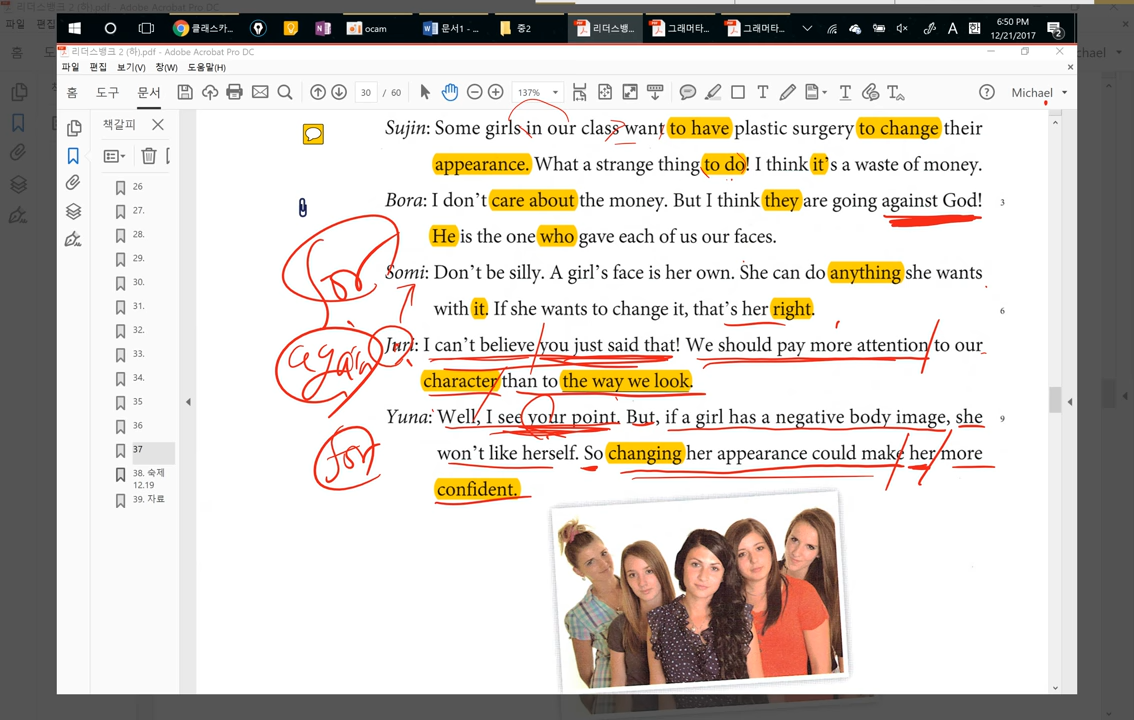 클래스카...
ocam
문서1 - ...
중2
리더스뱅...
그래머타...
그래머타...
A
한
6:50 PM
12/21/2017
2
리더스뱅크 2 (하).pdf - Adobe Acrobat Pro DC
파일 편집 보기(V) 창(W) 도움말(H)
홈 도구 문서 30 / 60 137% Michael
책갈피
26
27.
28.
29.
30.
31.
32.
33.
34.
35
36
37
38. 숙제 12.19
39. 자료
Sujin: Some girls in our class want to have plastic surgery to change their
appearance. What a strange thing to do! I think it's a waste of money.
Bora: I don't care about the money. But I think they are going against God! 3
He is the one who gave each of us our faces.
Somi: Don't be silly. A girl's face is her own. She can do anything she wants
with it. If she wants to change it, that's her right. 6
Juri: I can't believe you just said that! We should pay more attention to our
character than to the way we look.
Yuna: Well, I see your point. But, if a girl has a negative body image, she 9
won't like herself. So changing her appearance could make her more
confident.
for
again
for